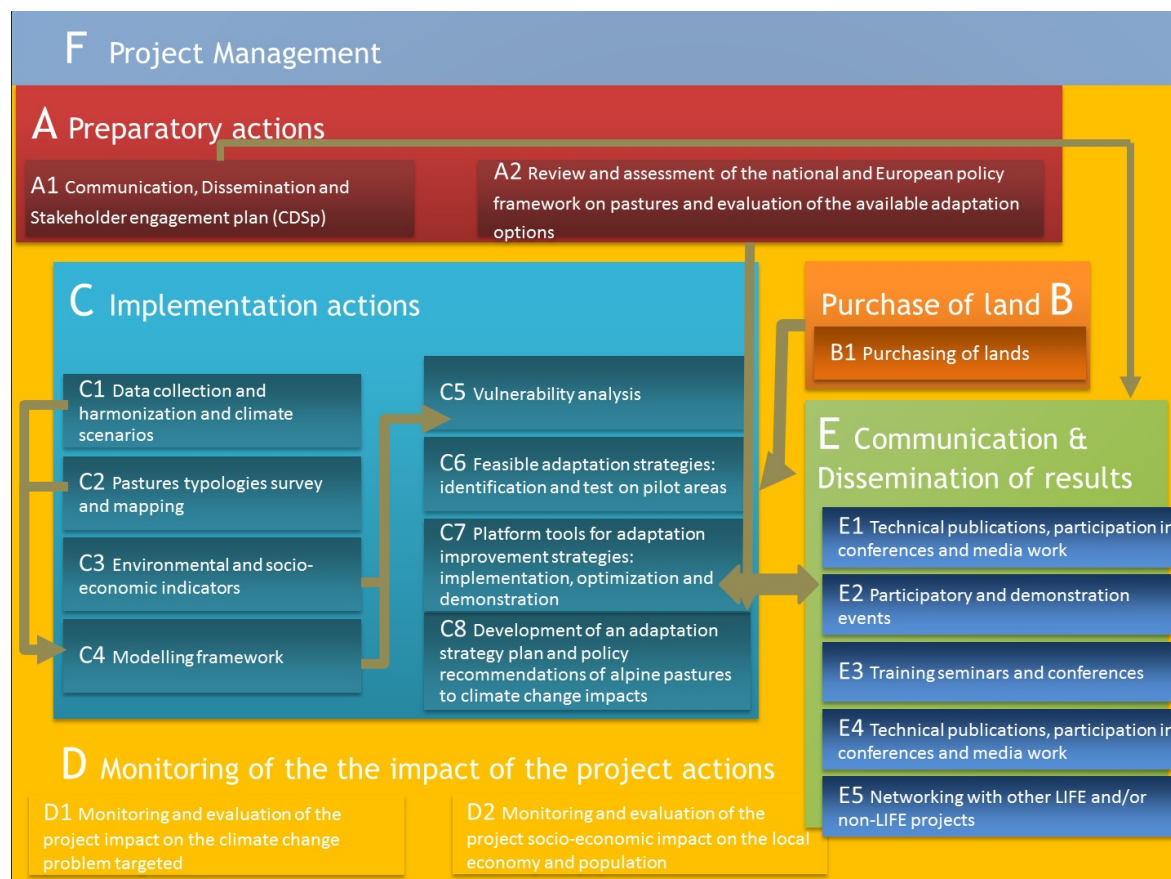 F Project Management
A Preparatory actions
A1 Communication, Dissemination and
Stakeholder engagement plan (CDSp)
A2 Review and assessment of the national and European policy
framework on pastures and evaluation of the available adaptation
options
C Implementation actions
C1 Data collection and
harmonization and climate
scenarios
C2 Pastures typologies survey
and mapping
C3 Environmental and socio-
economic indicators
C4 Modelling framework
C5 Vulnerability analysis
C6 Feasible adaptation strategies:
identification and test on pilot areas
C7 Platform tools for adaptation
improvement strategies:
implementation, optimization and
demonstration
C8 Development of an adaptation
strategy plan and policy
recommendations of alpine pastures
to climate change impacts
Purchase of land B
B1 Purchasing of lands
E Communication &
Dissemination of results
E1 Technical publications, participation in
conferences and media work
E2 Participatory and demonstration
events
E3 Training seminars and conferences
E4 Technical publications, participation in
conferences and media work
E5 Networking with other LIFE and/or
non-LIFE projects
D Monitoring of the the impact of the project actions
D1 Monitoring and evaluation of the
project impact on the climate change
problem targeted
D2 Monitoring and evaluation of the
project socio-economic impact on the local
economy and population